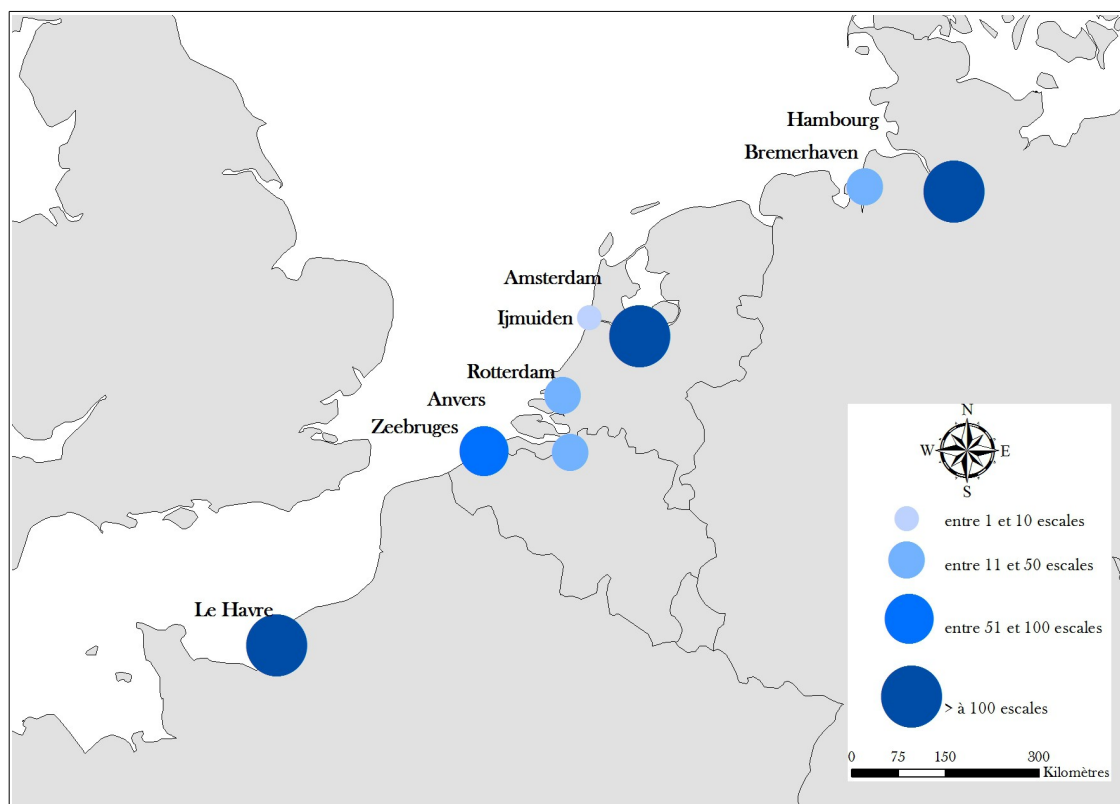 Hambourg
Bremerhaven
Amsterdam
Ijmuiden
Rotterdam
Anvers
Zeebruges
Le Havre
N
W E
S
entre 1 et 10 escales
entre 11 et 50 escales
entre 51 et 100 escales
> à 100 escales
0 75 150 300
Kilomètres